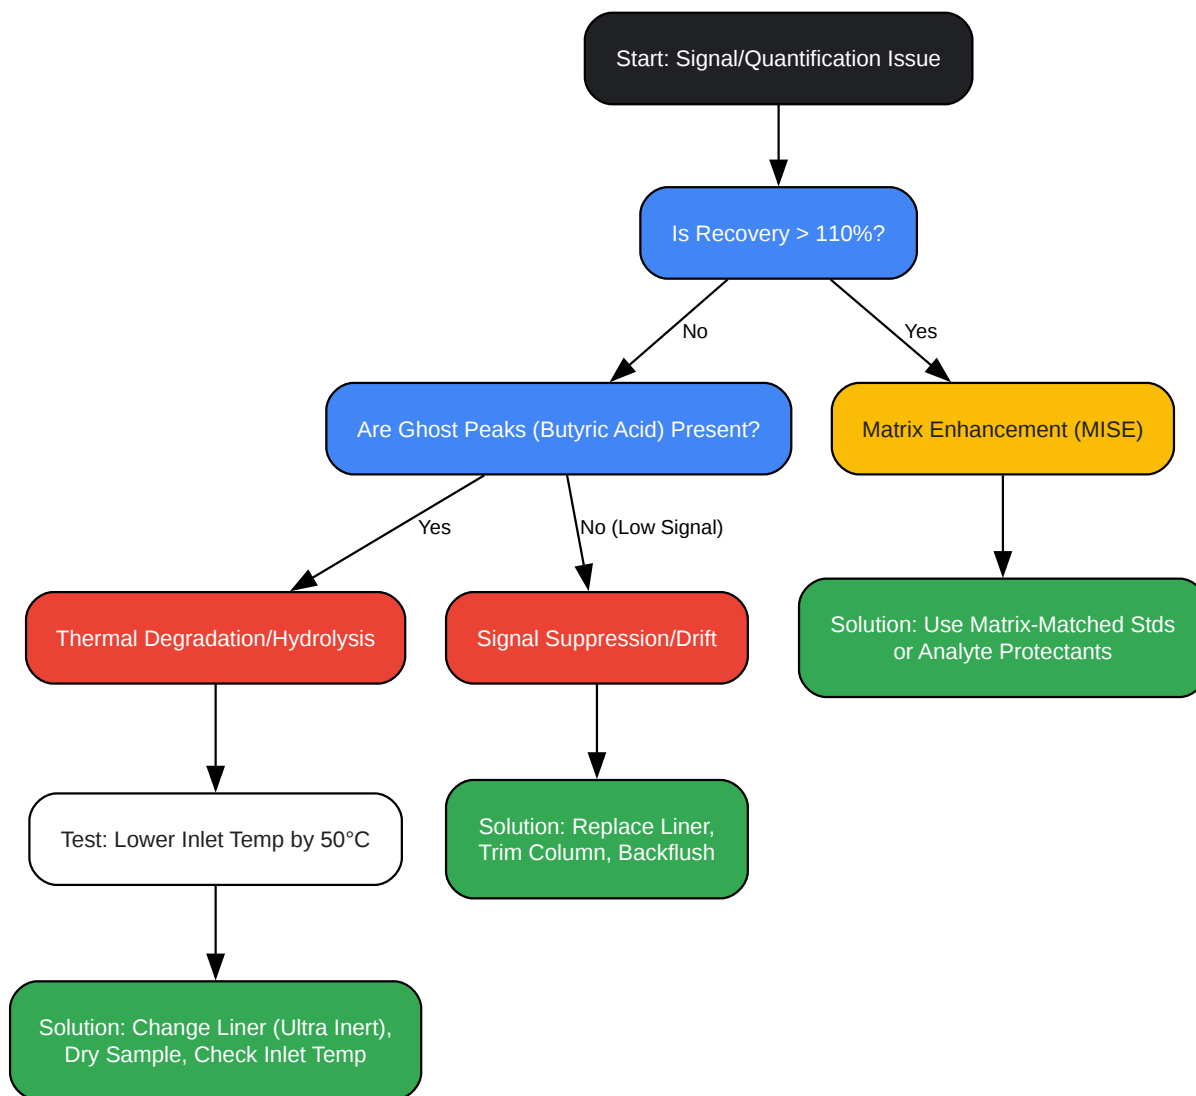 Start: Signal/Quantification Issue
Is Recovery > 110%?
No
Yes
Are Ghost Peaks (Butyric Acid) Present?
Matrix Enhancement (MISE)
Yes
No (Low Signal)
Thermal Degradation/Hydrolysis
Signal Suppression/Drift
Solution: Use Matrix-Matched Stds
or Analyte Protectants
Test: Lower Inlet Temp by 50°C
Solution: Replace Liner,
Trim Column, Backflush
Solution: Change Liner (Ultra Inert),
Dry Sample, Check Inlet Temp